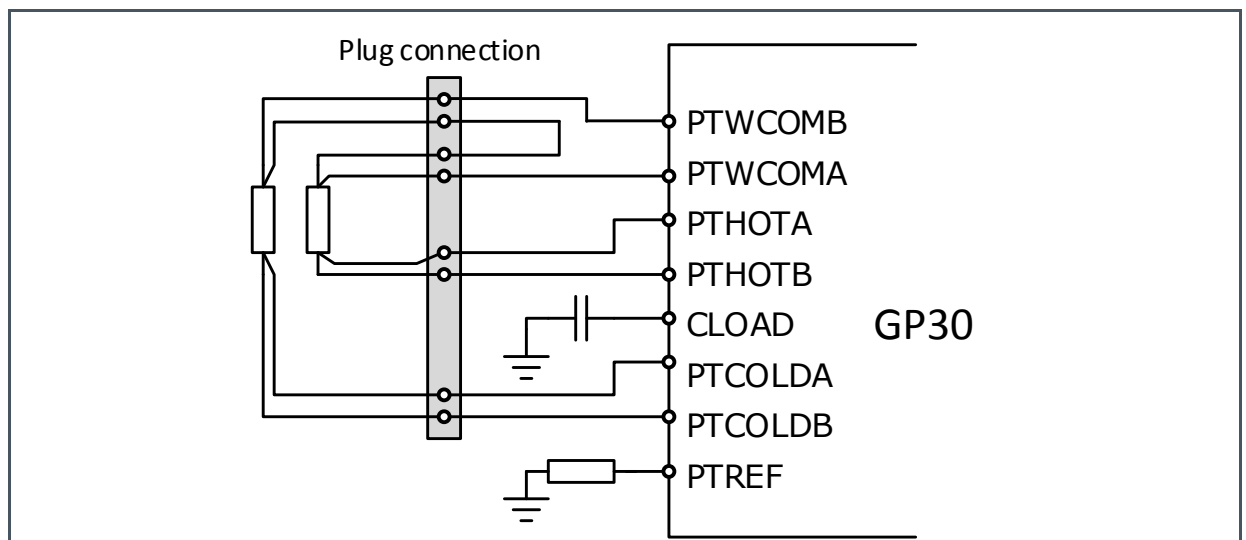 Plug connection
PTWCOMB
PTWCOMA
PTHOTA
PTHOTB
CLOAD
GP30
PTCOLDA
PTCOLDB
PTREF